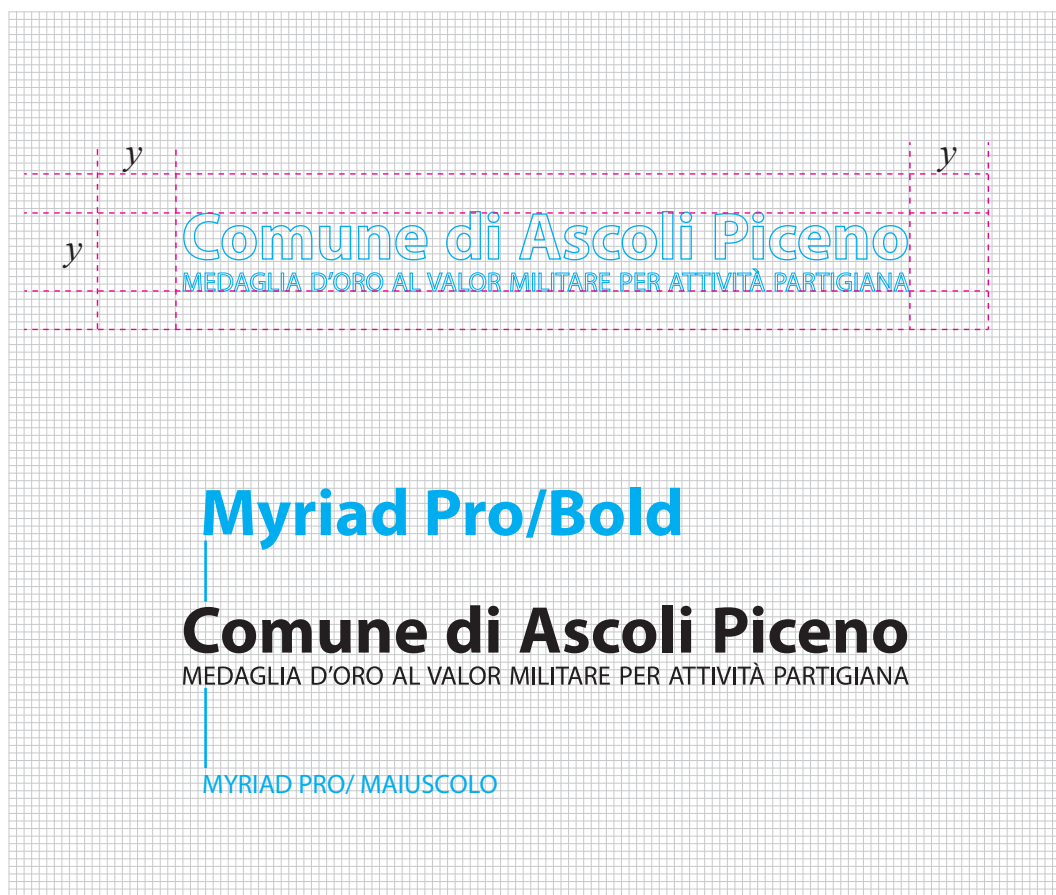 y y
y
Comune di Ascoli Piceno
MEDAGLIA D'ORO AL VALOR MILITARE PER ATTIVITÀ PARTIGIANA
Myriad Pro/Bold
Comune di Ascoli Piceno
MEDAGLIA D'ORO AL VALOR MILITARE PER ATTIVITÀ PARTIGIANA
MYRIAD PRO/ MAIUSCOLO